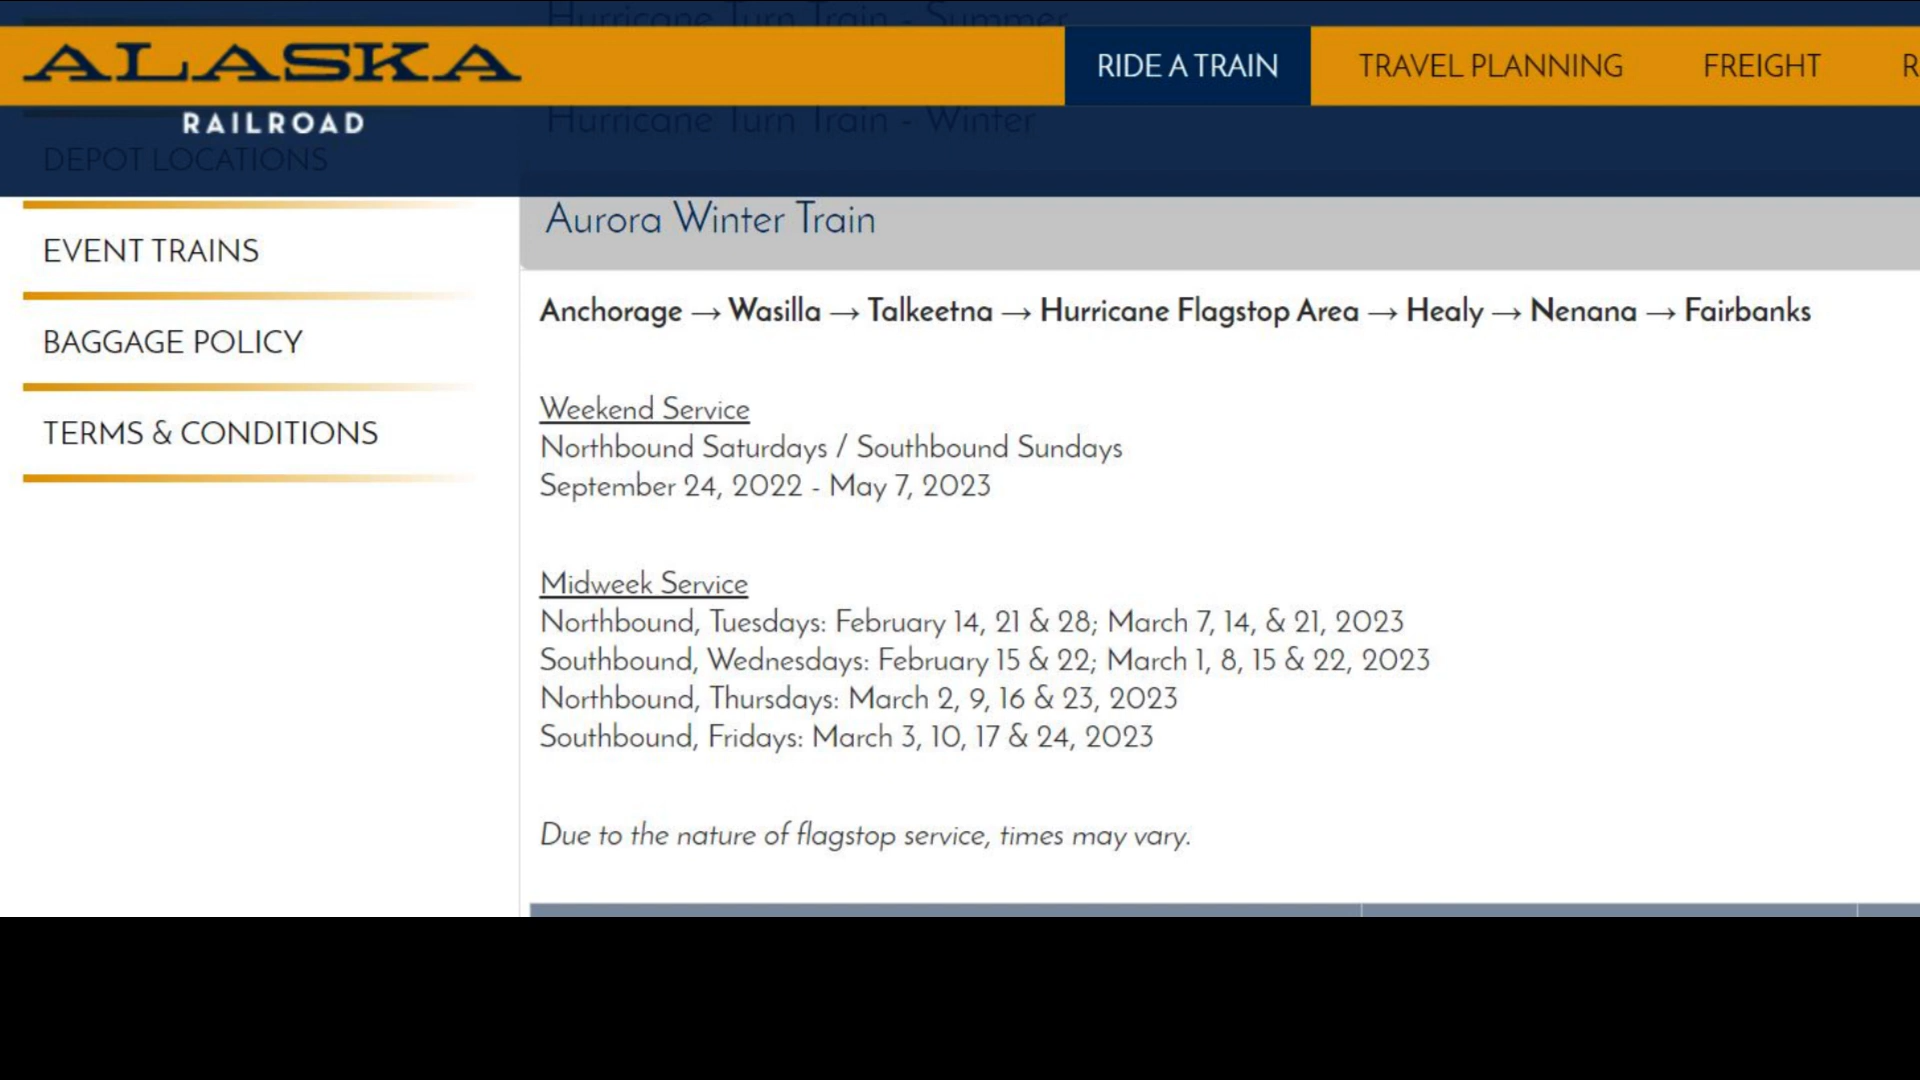 Hurricane Turn Train - Summer
ALASKA
RAILROAD
RIDE A TRAIN
TRAVEL PLANNING
FREIGHT
R
Hurricane Turn Train - Winter
DEPOT LOCATIONS
EVENT TRAINS
BAGGAGE POLICY
TERMS & CONDITIONS
Aurora Winter Train
Anchorage → Wasilla → Talkeetna → Hurricane Flagstop Area → Healy → Nenana → Fairbanks
Weekend Service
Northbound Saturdays / Southbound Sundays
September 24, 2022 - May 7, 2023
Midweek Service
Northbound, Tuesdays: February 14, 21 & 28; March 7, 14, & 21, 2023
Southbound, Wednesdays: February 15 & 22; March 1, 8, 15 & 22, 2023
Northbound, Thursdays: March 2, 9, 16 & 23, 2023
Southbound, Fridays: March 3, 10, 17 & 24, 2023
Due to the nature of flagstop service, times may vary.